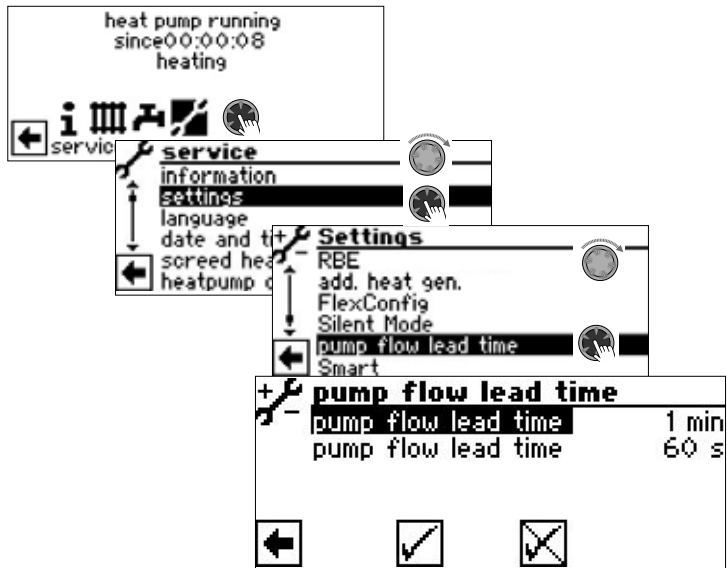 heat pump running
since00:00:08
heating
service
information
settings
language
date and
screed
heatpump
Settings
RBE
add. heat gen.
FlexConfig
Silent Mode
pump flow lead time
Smart
pump flow lead time
pump flow lead time 1 min
pump flow lead time 60 s